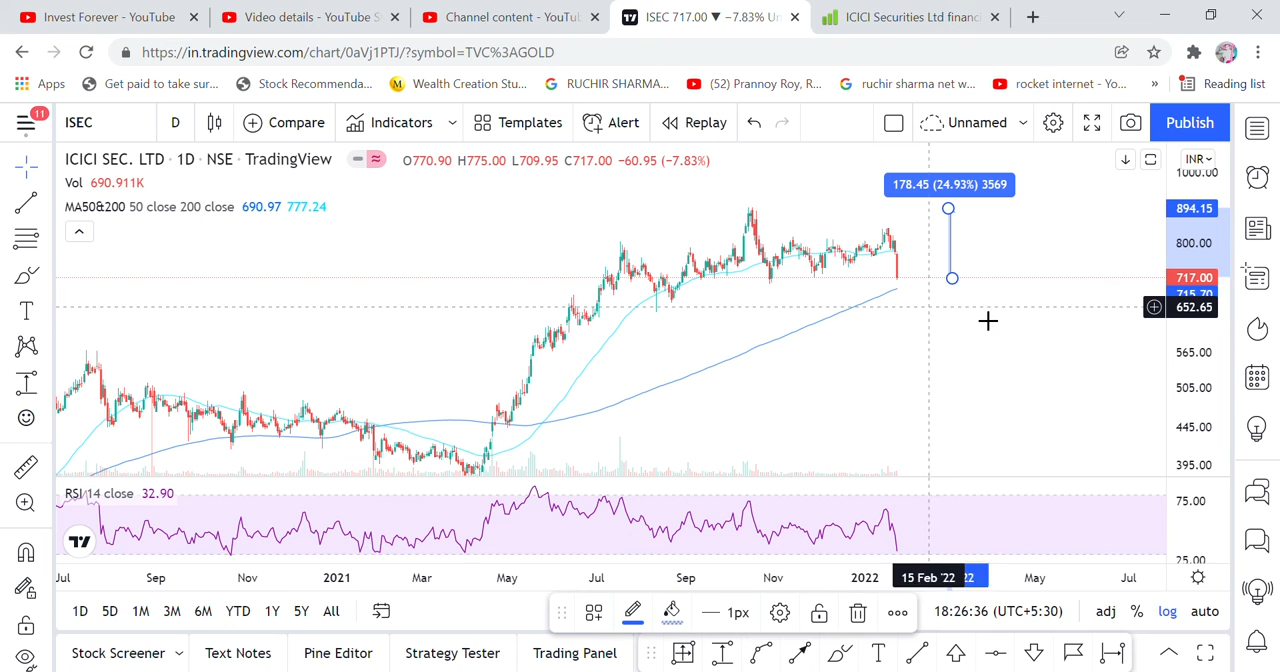 Invest Forever - YouTube
Video details - YouTube S
Channel content - YouTu
ISEC 717.00 ▼ −7.83% Un
ICICI Securities Ltd financ
https://in.tradingview.com/chart/0aVj1PTJ/?symbol=TVC%3AGOLD
Apps
Get paid to take sur...
Stock Recommenda...
Wealth Creation Stu...
RUCHIR SHARMA...
(52) Prannoy Roy, R...
ruchir sharma net w...
rocket internet - Yo...
»
Reading list
11
ISEC
D
Compare
Indicators
Templates
Alert
Replay
Unnamed
Publish
ICICI SEC. LTD · 1D · NSE · TradingView
O770.90 H775.00 L709.95 C717.00 −60.95 (−7.83%)
INR
1000.00
Vol 690.911K
178.45 (24.93%) 3569
MA50&200 50 close 200 close 690.97 777.24
894.15
800.00
717.00
715.70
652.65
565.00
505.00
445.00
395.00
RSI 14 close 32.90
75.00
25.00
Jul Sep Nov 2021 Mar May Jul Sep Nov 2022 15 Feb '22 22 May Jul
1D 5D 1M 3M 6M YTD 1Y 5Y All
1px
18:26:36 (UTC+5:30)
adj % log auto
Stock Screener
Text Notes
Pine Editor
Strategy Tester
Trading Panel